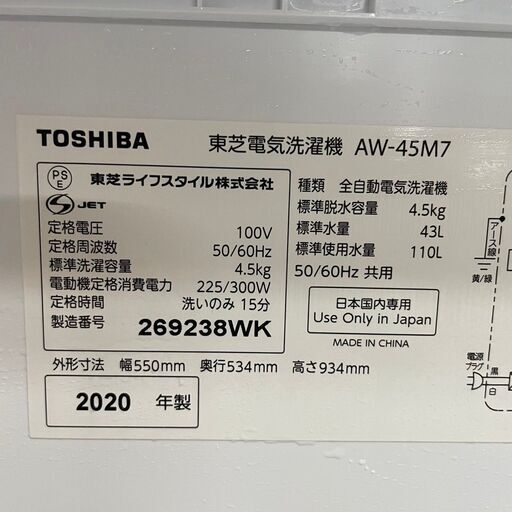 TOSHIBA 東芝電気洗濯機 AW-45M7
PS
E
東芝ライフスタイル株式会社
S JET
定格電圧 100V
定格周波数 50/60Hz
標準洗濯容量 4.5kg
電動機定格消費電力 225/300W
定格時間 洗いのみ 15分
製造番号 269238WK
種類 全自動電気洗濯機
標準脱水容量 4.5kg
標準水量 43L
標準使用水量 110L
50/60Hz 共用
日本国内専用
Use Only in Japan
MADE IN CHINA
外形寸法 幅550mm 奥行534mm 高さ934mm
2020 年製
アース線
黄/緑
電源
プラグ
黒
白